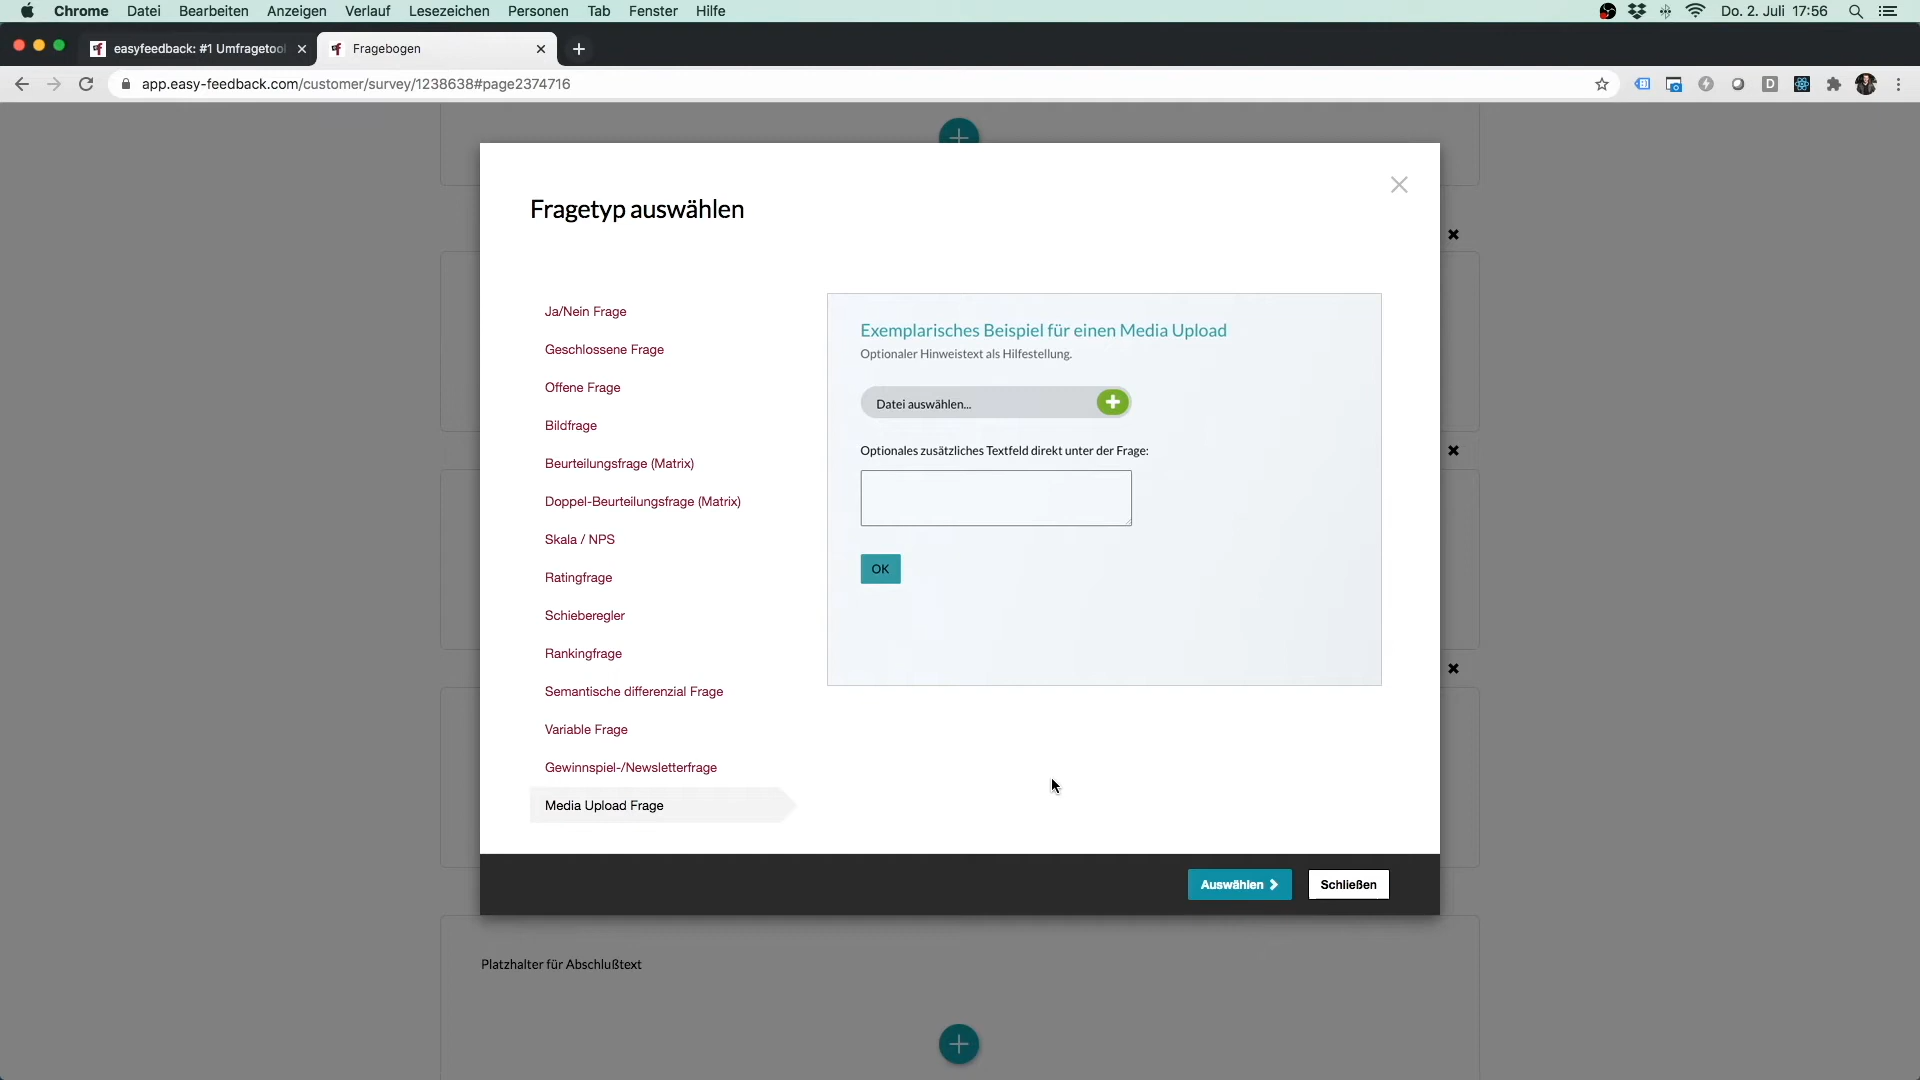 Chrome Datei Bearbeiten Anzeigen Verlauf Lesezeichen Personen Tab Fenster Hilfe Do. 2. Juli 17:56
easyfeedback: #1 Umfragetool Fragebogen
app.easy-feedback.com/customer/survey/1238638#page2374716
Fragetyp auswählen
Ja/Nein Frage
Geschlossene Frage
Offene Frage
Bildfrage
Beurteilungsfrage (Matrix)
Doppel-Beurteilungsfrage (Matrix)
Skala / NPS
Ratingfrage
Schieberegler
Rankingfrage
Semantische differenzial Frage
Variable Frage
Gewinnspiel-/Newsletterfrage
Media Upload Frage
Exemplarisches Beispiel für einen Media Upload
Optionaler Hinweistext als Hilfestellung.
Datei auswählen...
Optionales zusätzliches Textfeld direkt unter der Frage:
OK
Auswählen Schließen
Platzhalter für Abschlußtext